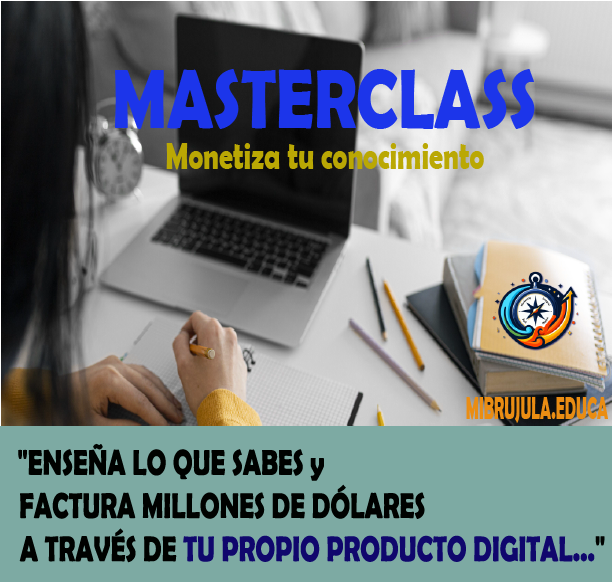 MASTERCLASS
Monetiza tu conocimiento
MIBRUJULA.EDUCA
"ENSEÑA LO QUE SABES y
FACTURA MILLONES DE DÓLARES
A TRAVÉS DE TU PROPIO PRODUCTO DIGITAL..."